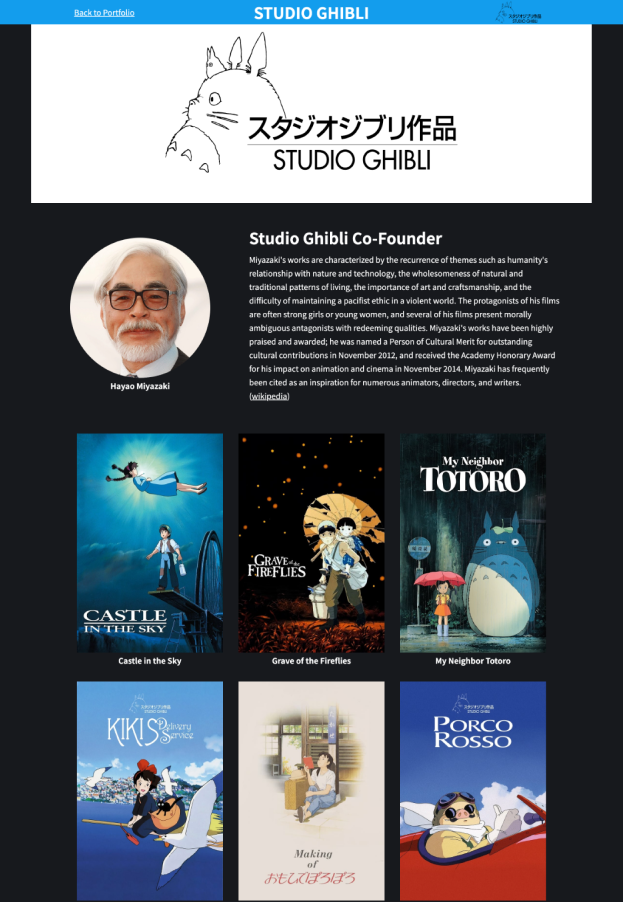 Back to Portfolio
STUDIO GHIBLI
スタジオジブリ作品
STUDIO GHIBLI
スタジオジブリ作品
STUDIO GHIBLI
Studio Ghibli Co-Founder
Miyazaki's works are characterized by the recurrence of themes such as humanity's
relationship with nature and technology, the wholesomeness of natural and
traditional patterns of living, the importance of art and craftsmanship, and the
difficulty of maintaining a pacifist ethic in a violent world. The protagonists of his films
are often strong girls or young women, and several of his films present morally
ambiguous antagonists with redeeming qualities. Miyazaki's works have been highly
praised and awarded; he was named a Person of Cultural Merit for outstanding
cultural contributions in November 2012, and received the Academy Honorary Award
for his impact on animation and cinema in November 2014. Miyazaki has frequently
been cited as an inspiration for numerous animators, directors, and writers.
(wikipedia)
Hayao Miyazaki
CASTLE
IN THE SKY
Castle in the Sky
GRAVE of the
FIREFLIES
Grave of the Fireflies
My Neighbor
TOTORO
My Neighbor Totoro
スタジオジブリ作品
STUDIO GHIBLI
KIKI'S Delivery
Service
Making
of
おもひでぽろぽろ
スタジオジブリ作品
STUDIO GHIBLI
PORCO
ROSSO